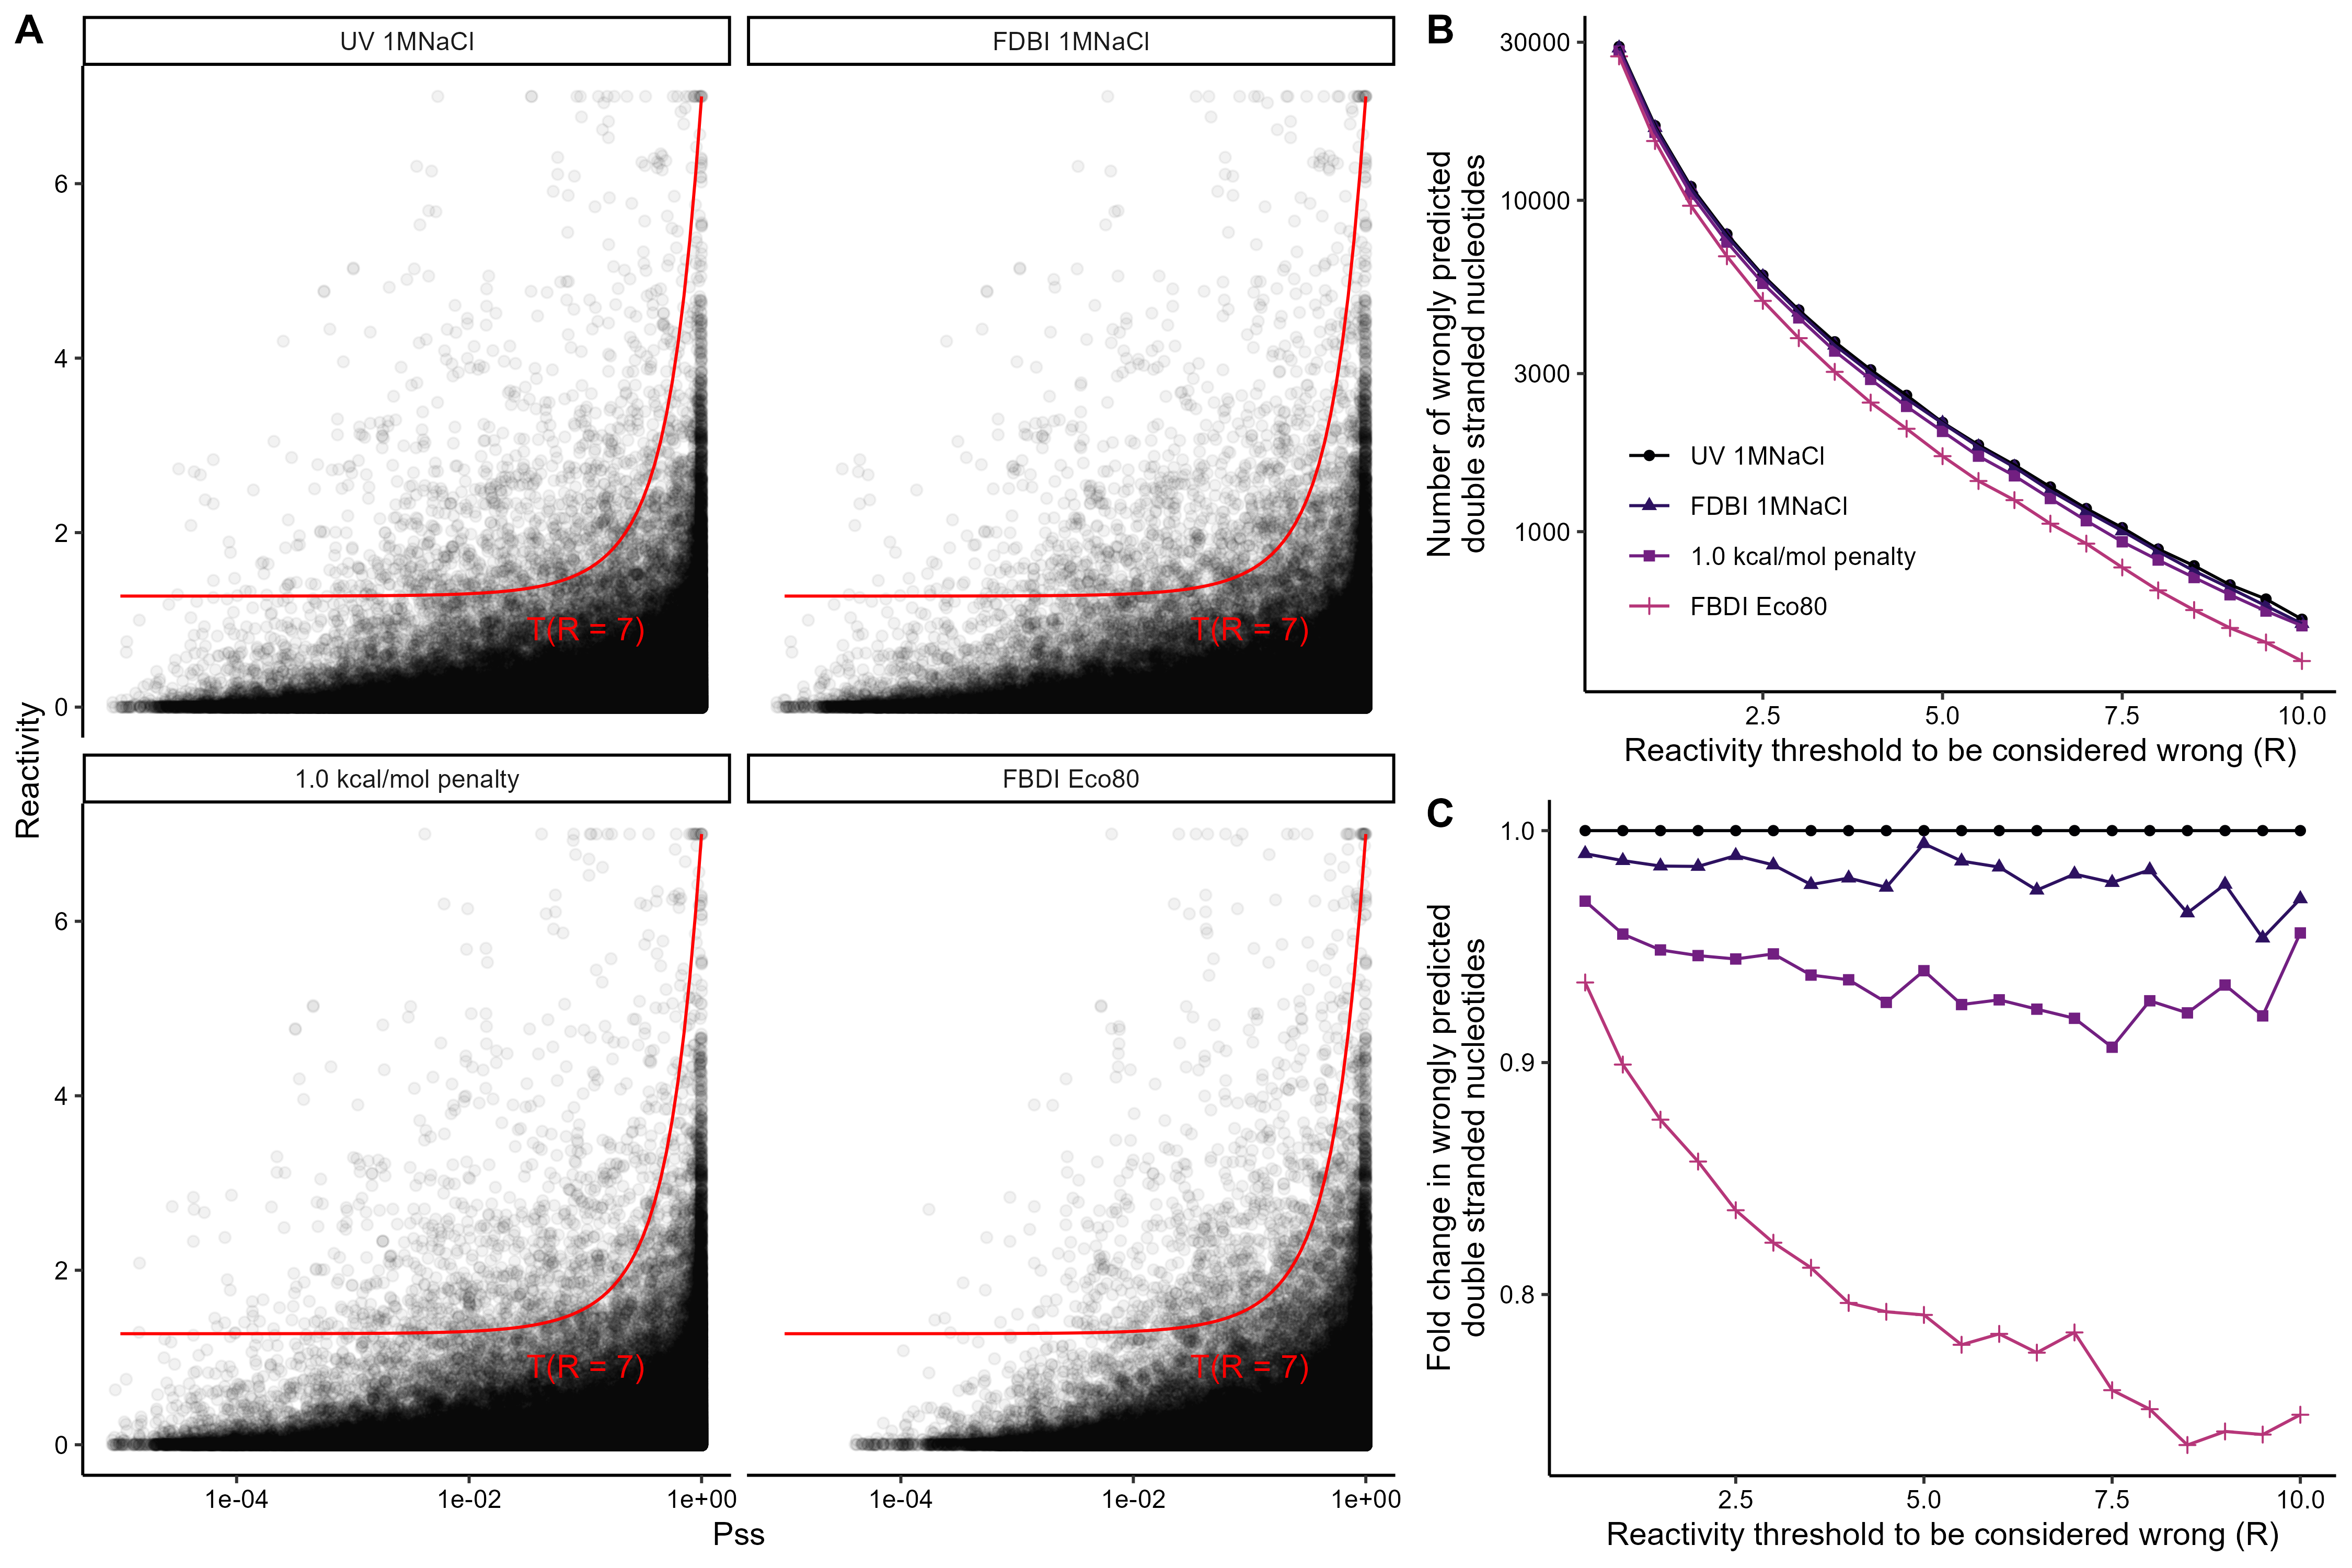 A
UV 1MNaCl
FDBI 1MNaCl
6
4
2
0
T(R = 7)
T(R = 7)
Reactivity
1.0 kcal/mol penalty
FBDI Eco80
6
4
2
0
T(R = 7)
T(R = 7)
1e-04
1e-02
1e+00
1e-04
1e-02
1e+00
Pss
B
Number of wrongly predicted
double stranded nucleotides
30000
10000
3000
1000
UV 1MNaCl
FDBI 1MNaCl
1.0 kcal/mol penalty
FBDI Eco80
2.5
5.0
7.5
10.0
Reactivity threshold to be considered wrong (R)
C
Fold change in wrongly predicted
double stranded nucleotides
1.0
0.9
0.8
2.5
5.0
7.5
10.0
Reactivity threshold to be considered wrong (R)